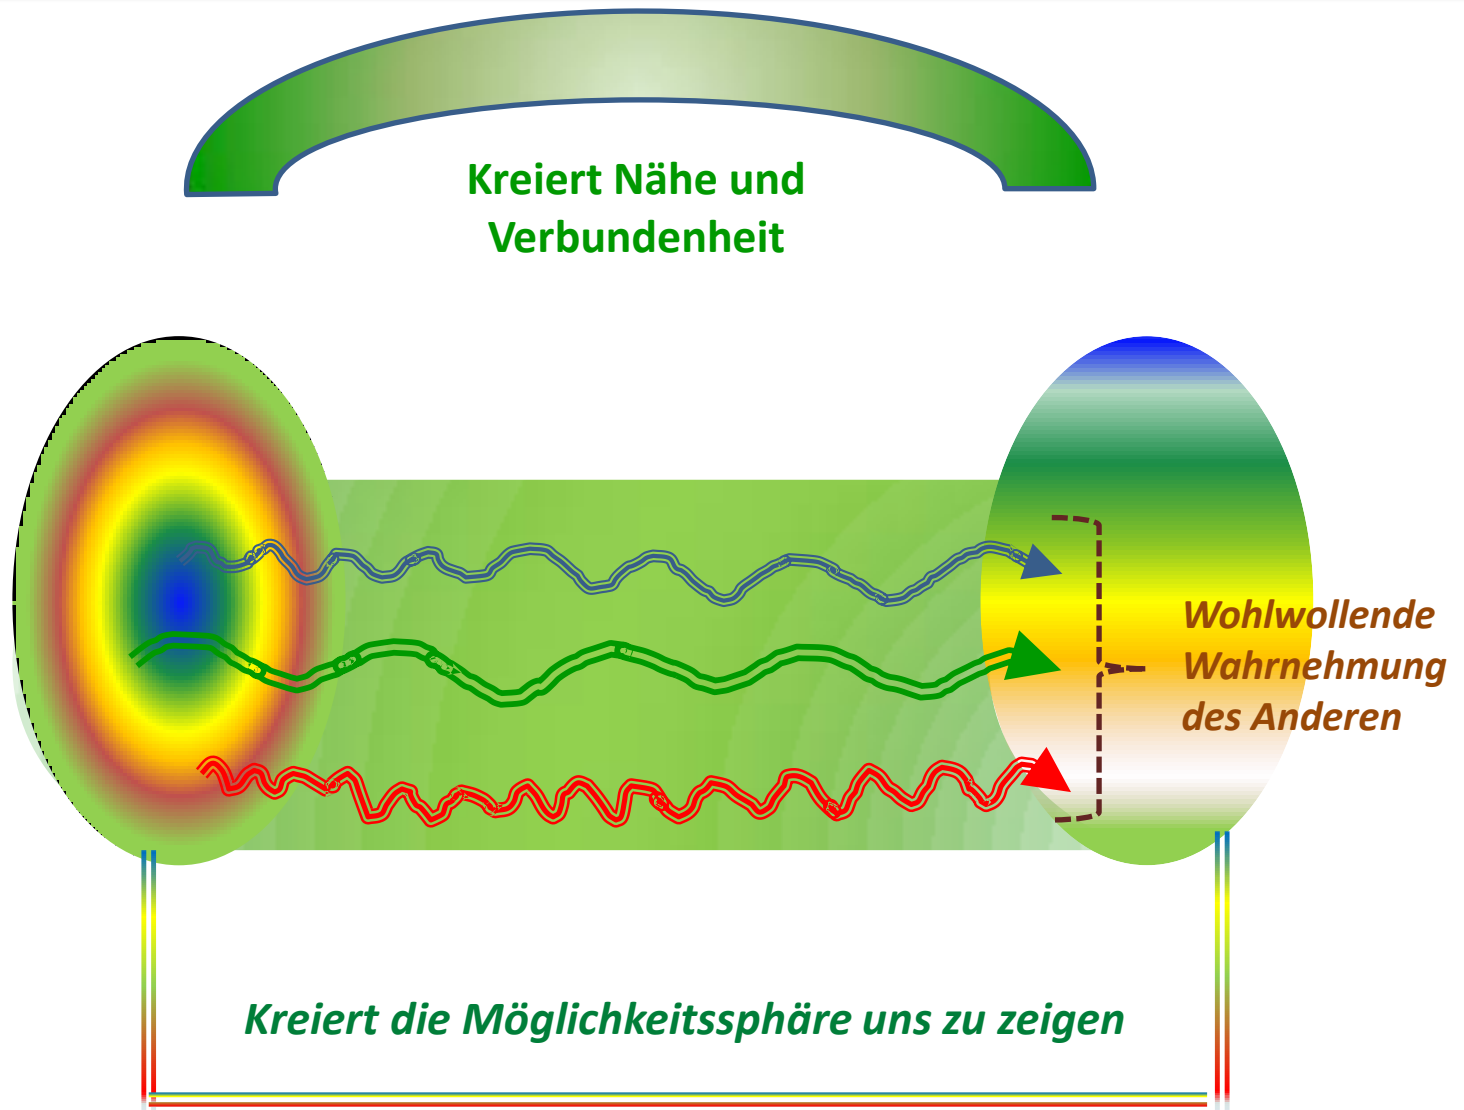 Kreiert Nähe und
Verbundenheit
Wohlwollende
Wahrnehmung
des Anderen
Kreiert die Möglichkeitssphäre uns zu zeigen